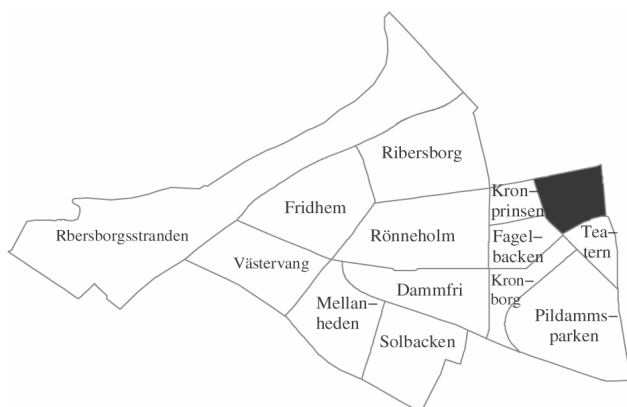 Ribersborg
Kron-
prinsen
Fridhem
Rbersborgsstranden
Rönneholm
Fagel-
backen
Tea-
tern
Västervang
Dammfri
Kron-
borg
Mellan-
heden
Pildamms-
parken
Solbacken